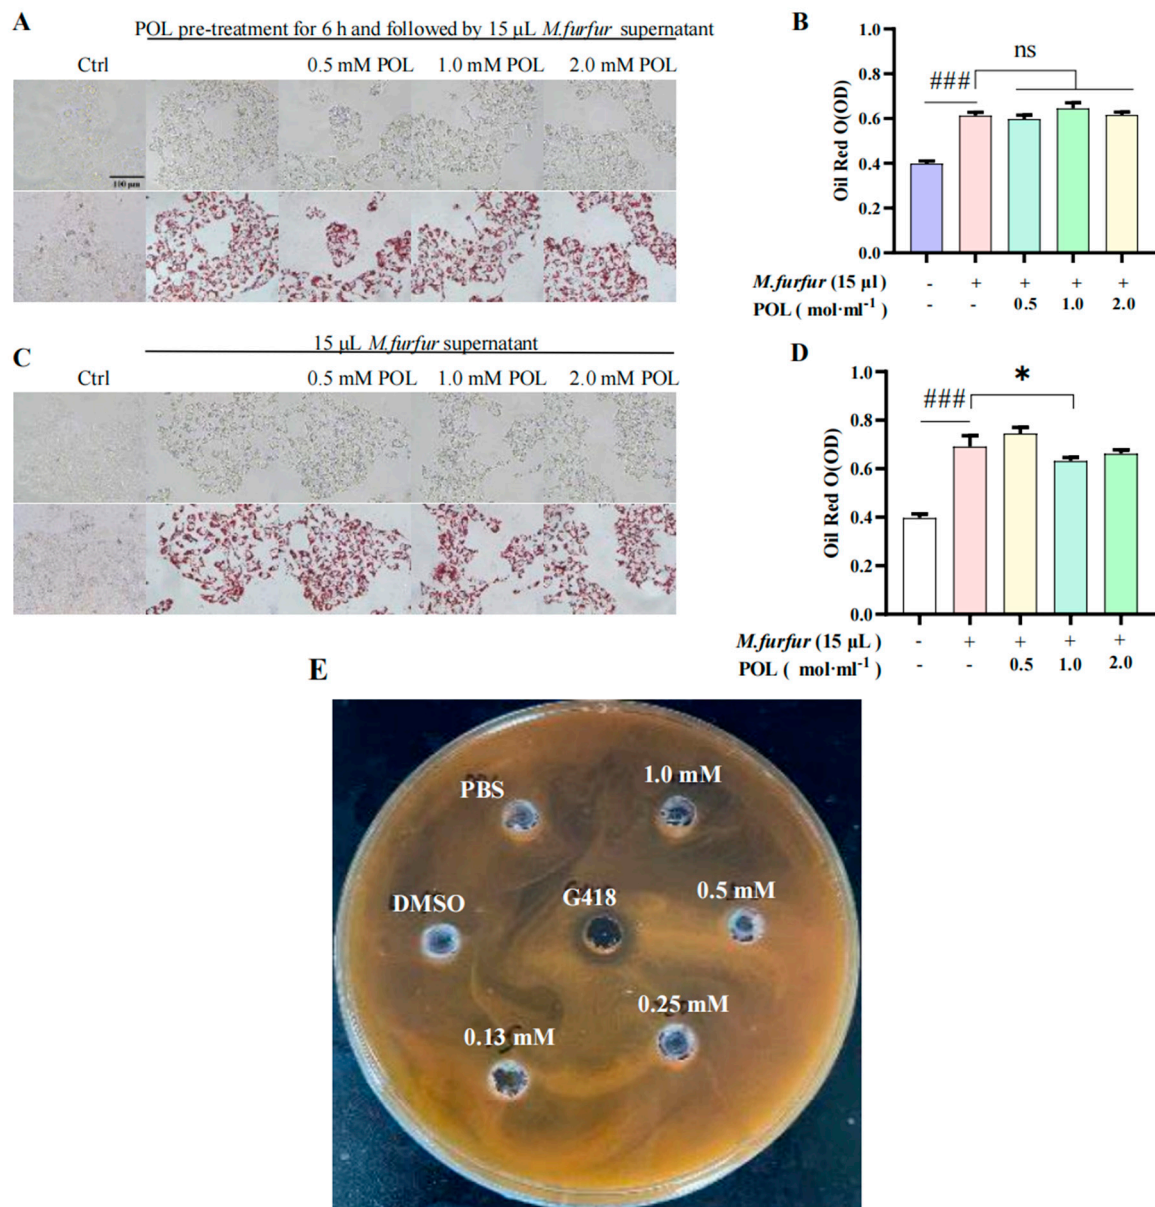 A
POL pre-treatment for 6 h and followed by 15 μL M.furfur supernatant
Ctrl 0.5 mM POL 1.0 mM POL 2.0 mM POL
100 μm
B
Oil Red O(OD)
1.0
0.8
0.6
0.4
0.2
0.0
### ns
M.furfur (15 μl) - + + + +
POL ( mol·ml-1 ) - - 0.5 1.0 2.0
C
15 μL M.furfur supernatant
Ctrl 0.5 mM POL 1.0 mM POL 2.0 mM POL
D
Oil Red O(OD)
1.0
0.8
0.6
0.4
0.2
0.0
### *
M.furfur (15 μL ) - + + + +
POL ( mol·ml-1 ) - - 0.5 1.0 2.0
E
PBS 1.0 mM
DMSO G418 0.5 mM
0.13 mM 0.25 mM